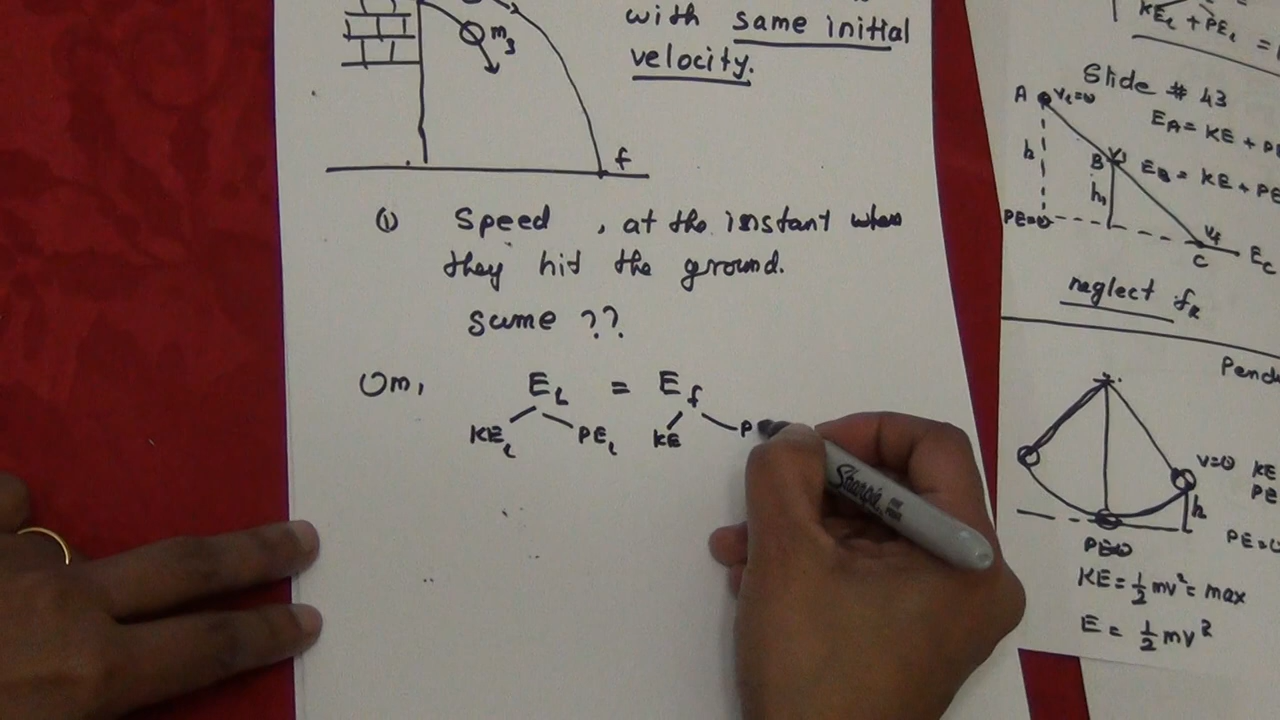 with same initial
velocity.
m3
f
① Speed , at the instant when
they hit the ground.
same ??
Om, Ei = Ef
KEi PEi KE P
Sharpie
KEi + PEi =
Slide # 43
A vi=0
EA = KE + PE
h
B
EB = KE + PE
h1
PE=0
vf
C
EC
neglect fk
Pend
v=0 KE
PE
h
PE=0
PE=0
KE = 1/2 mv² = max
E = 1/2 mv²